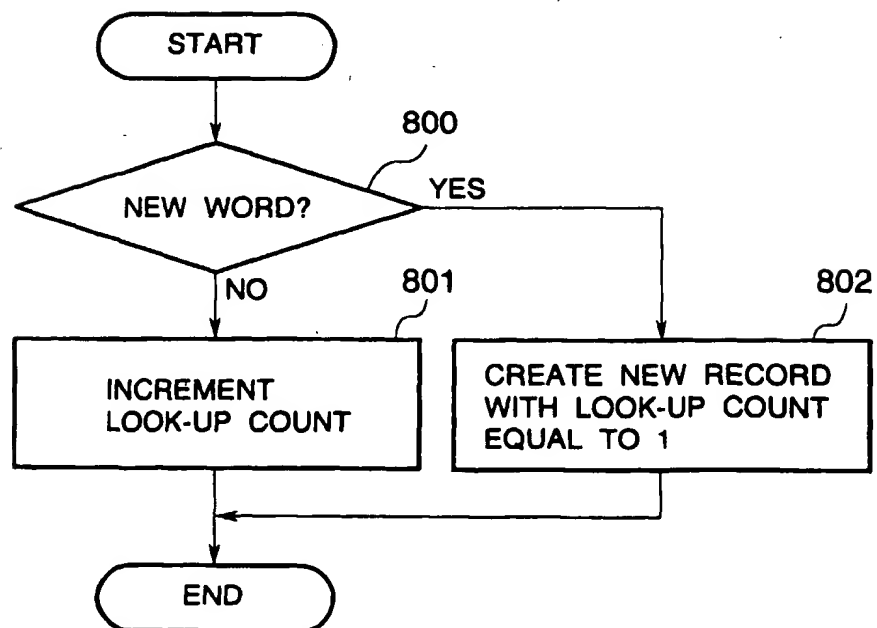 START
800
NEW WORD?
YES
NO
801
802
INCREMENT
LOOK-UP COUNT
CREATE NEW RECORD
WITH LOOK-UP COUNT
EQUAL TO 1
END